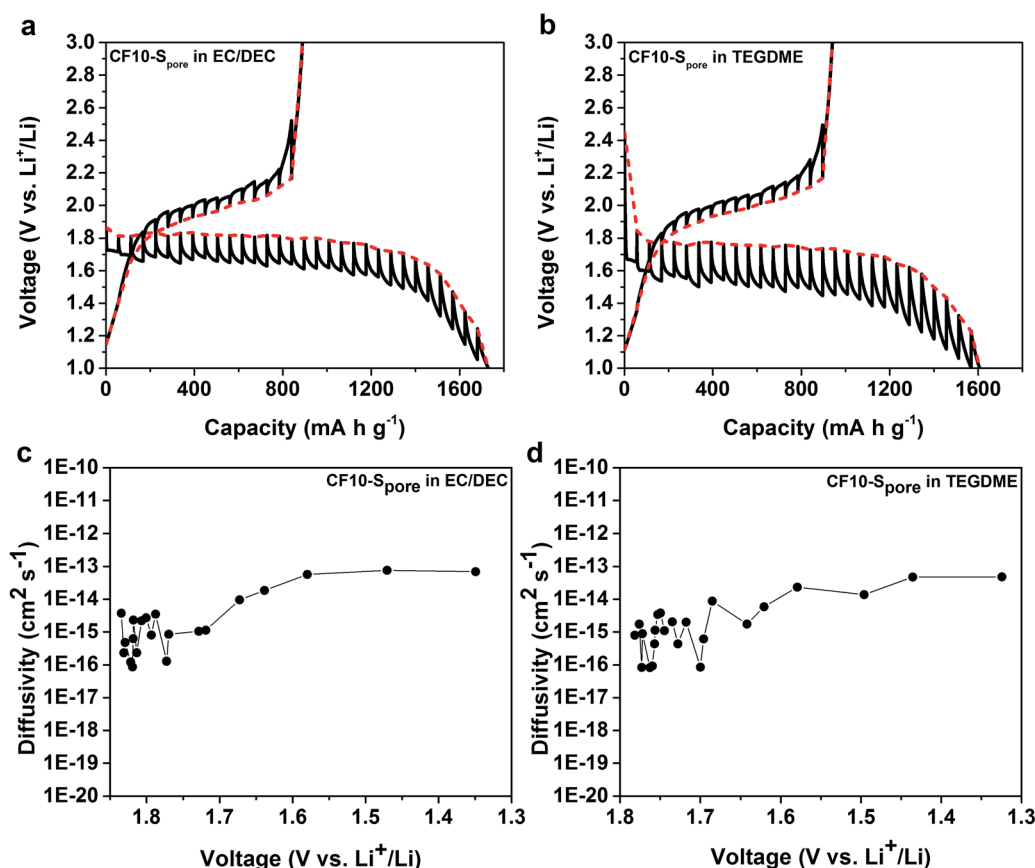 a
CF10-Spore in EC/DEC
3.0
2.8
2.6
2.4
2.2
2.0
1.8
1.6
1.4
1.2
1.0
Voltage (V vs. Li+/Li)
0 400 800 1200 1600
Capacity (mA h g-1)
b
CF10-Spore in TEGDME
3.0
2.8
2.6
2.4
2.2
2.0
1.8
1.6
1.4
1.2
1.0
Voltage (V vs. Li+/Li)
0 400 800 1200 1600
Capacity (mA h g-1)
c
CF10-Spore in EC/DEC
1E-10
1E-11
1E-12
1E-13
1E-14
1E-15
1E-16
1E-17
1E-18
1E-19
1E-20
Diffusivity (cm2 s-1)
1.8 1.7 1.6 1.5 1.4 1.3
Voltage (V vs. Li+/Li)
d
CF10-Spore in TEGDME
1E-10
1E-11
1E-12
1E-13
1E-14
1E-15
1E-16
1E-17
1E-18
1E-19
1E-20
Diffusivity (cm2 s-1)
1.8 1.7 1.6 1.5 1.4 1.3
Voltage (V vs. Li+/Li)